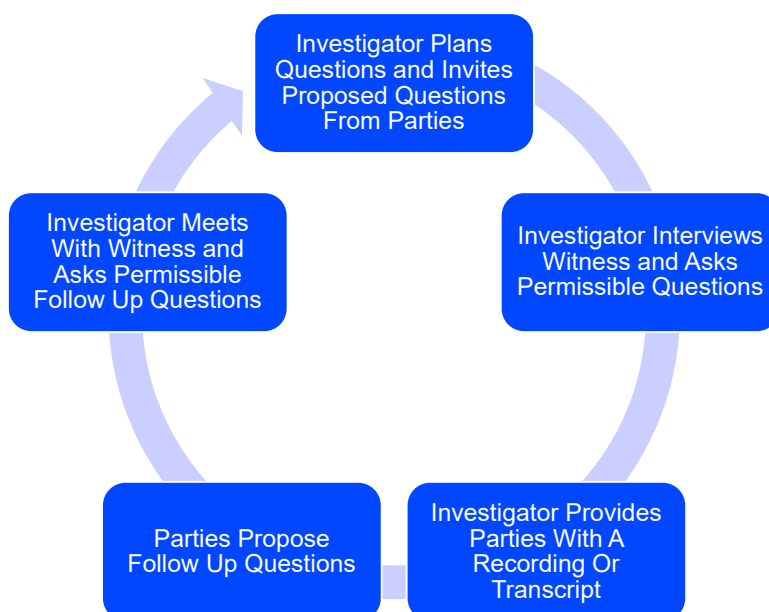 Investigator Plans
Questions and Invites
Proposed Questions
From Parties
Investigator Interviews
Witness and Asks
Permissible Questions
Investigator Provides
Parties With A
Recording Or
Transcript
Parties Propose
Follow Up Questions
Investigator Meets
With Witness and
Asks Permissible
Follow Up Questions